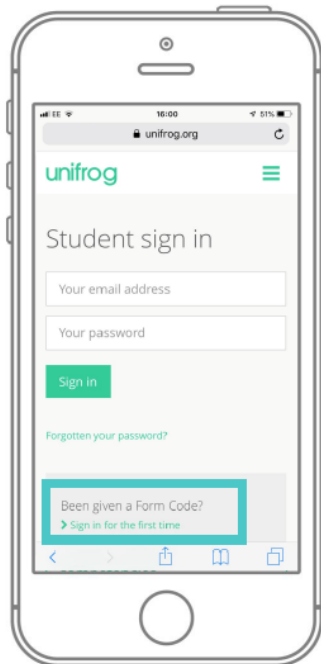 EE 16:00 51%
unifrog.org
unifrog
Student sign in
Your email address
Your password
Sign in
Forgotten your password?
Been given a Form Code?
Sign in for the first time